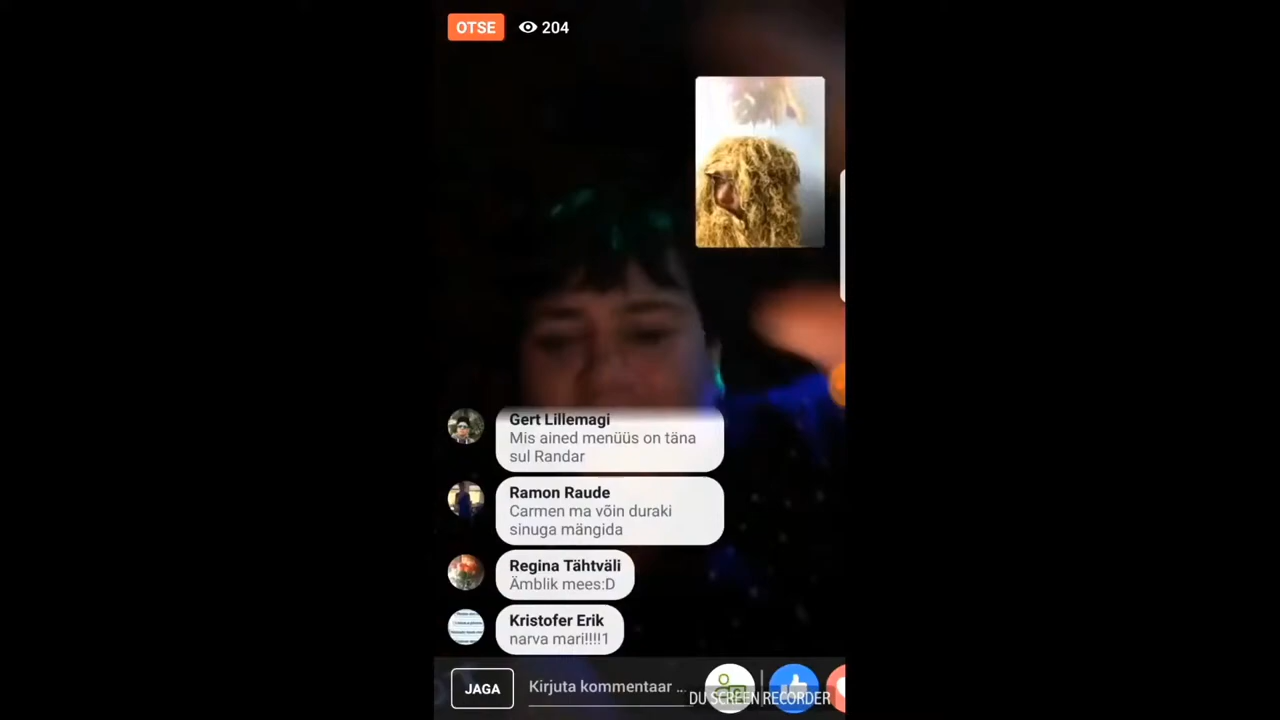 OTSE 204
Gert Lillemagi
Mis ained menüüs on täna
sul Randar
Ramon Raude
Carmen ma võin duraki
sinuga mängida
Regina Tähtväli
Ämblik mees:D
Kristofer Erik
narva mari!!!!1
JAGA Kirjuta kommentaar ...
DU SCREEN RECORDER